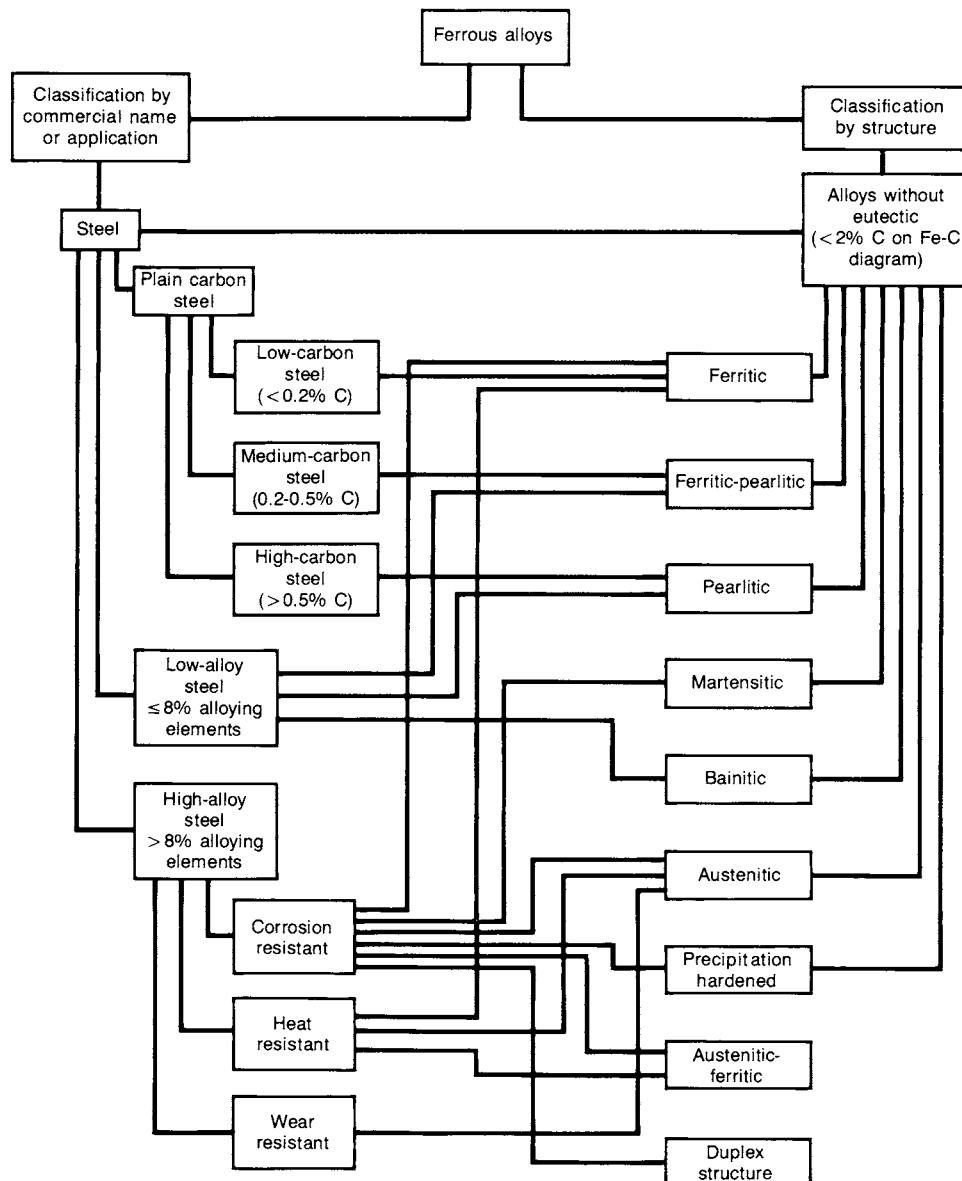 Ferrous alloys
Classification by
commercial name
or application
Classification
by structure
Steel
Alloys without
eutectic
(<2% C on Fe-C
diagram)
Plain carbon
steel
Low-carbon
steel
(<0.2% C)
Ferritic
Medium-carbon
steel
(0.2-0.5% C)
Ferritic-pearlitic
High-carbon
steel
(>0.5% C)
Pearlitic
Low-alloy
steel
≤8% alloying
elements
Martensitic
Bainitic
High-alloy
steel
>8% alloying
elements
Austenitic
Corrosion
resistant
Precipitation
hardened
Heat
resistant
Austenitic-
ferritic
Wear
resistant
Duplex
structure